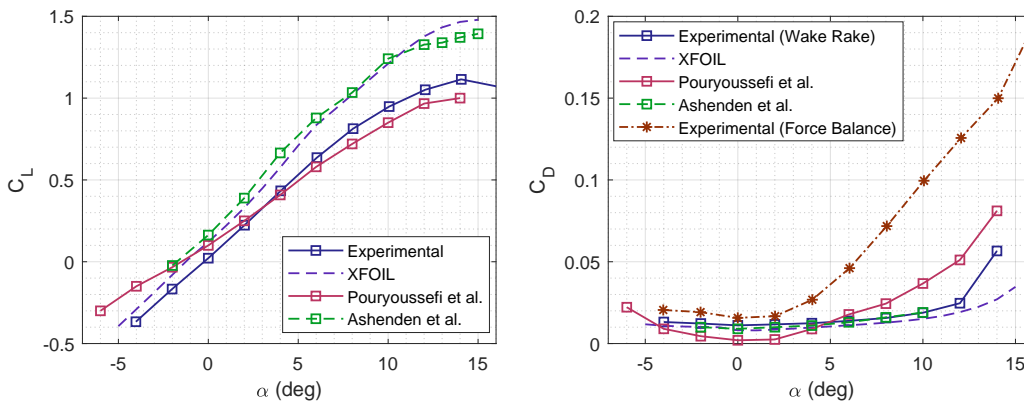 1.5
1
0.5
0
-0.5
C_L
-5
0
5
10
15
α (deg)
Experimental
XFOIL
Pouryoussefi et al.
Ashenden et al.
0.2
0.15
0.1
0.05
0
C_D
-5
0
5
10
15
α (deg)
Experimental (Wake Rake)
XFOIL
Pouryoussefi et al.
Ashenden et al.
Experimental (Force Balance)